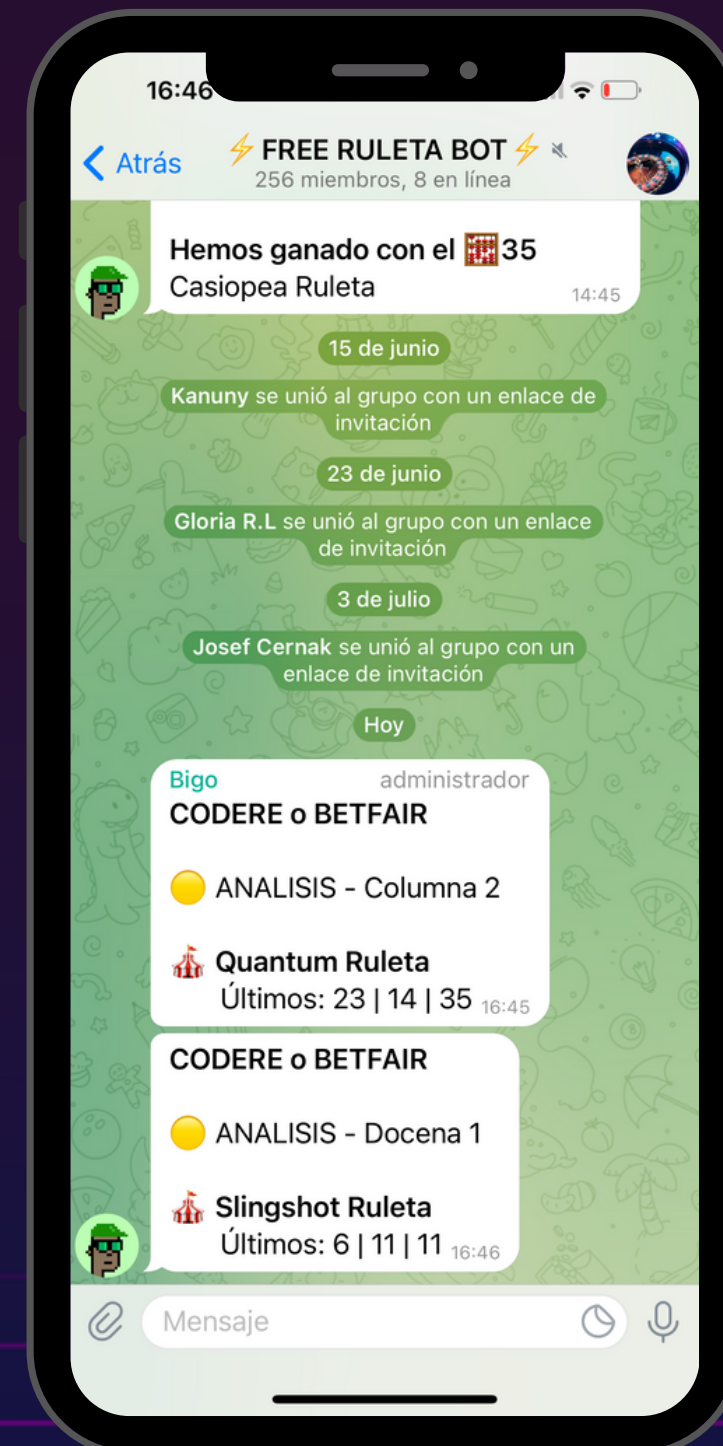 16:46
Atrás
⚡ FREE RULETA BOT ⚡
256 miembros, 8 en línea
Hemos ganado con el 🧮35
Casiopea Ruleta
14:45
15 de junio
Kanuny se unió al grupo con un enlace de
invitación
23 de junio
Gloria R.L se unió al grupo con un enlace
de invitación
3 de julio
Josef Cernak se unió al grupo con un
enlace de invitación
Hoy
Bigo administrador
CODERE o BETFAIR
🟡 ANALISIS - Columna 2
🎪 Quantum Ruleta
Últimos: 23 | 14 | 35 16:45
CODERE o BETFAIR
🟡 ANALISIS - Docena 1
🎪 Slingshot Ruleta
Últimos: 6 | 11 | 11 16:46
Mensaje